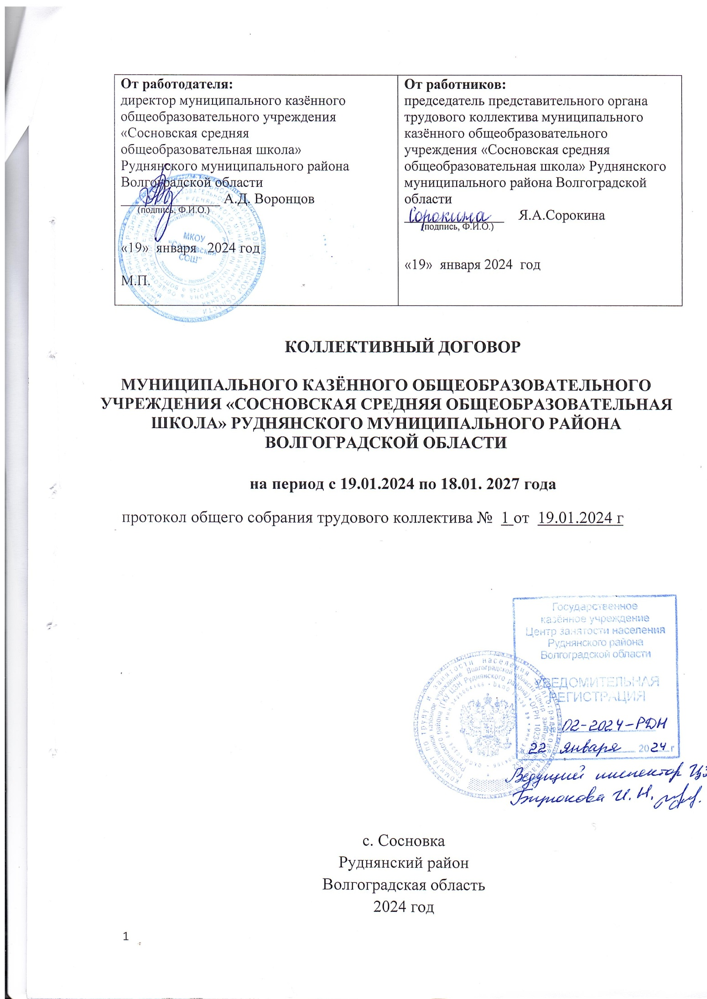 От работодателя:
директор муниципального казённого
общеобразовательного учреждения
«Сосновская средняя
общеобразовательная школа»
Руднянского муниципального района
Волгоградской области
______________ А.Д. Воронцов
(подпись, Ф.И.О.)
«19» января 2024 год
М.П.
МКОУ
"Сосновская
СОШ"
От работников:
председатель представительного органа
трудового коллектива муниципального
казённого общеобразовательного
учреждения «Сосновская средняя
общеобразовательная школа» Руднянского
муниципального района Волгоградской
области
Сорокина Я.А.Сорокина
(подпись, Ф.И.О.)
«19» января 2024 год
КОЛЛЕКТИВНЫЙ ДОГОВОР
МУНИЦИПАЛЬНОГО КАЗЁННОГО ОБЩЕОБРАЗОВАТЕЛЬНОГО
УЧРЕЖДЕНИЯ «СОСНОВСКАЯ СРЕДНЯЯ ОБЩЕОБРАЗОВАТЕЛЬНАЯ
ШКОЛА» РУДНЯНСКОГО МУНИЦИПАЛЬНОГО РАЙОНА
ВОЛГОГРАДСКОЙ ОБЛАСТИ
на период с 19.01.2024 по 18.01. 2027 года
протокол общего собрания трудового коллектива № 1 от 19.01.2024 г
Государственное
казённое учреждение
Центр занятости населения
Руднянского района
Волгоградской области
УВЕДОМИТЕЛЬНАЯ
РЕГИСТРАЦИЯ
№ 02-2024-РДН
«22» января 2024 г
Ведущий инспектор
Бирюкова И. Н.
с. Сосновка
Руднянский район
Волгоградская область
2024 год
1